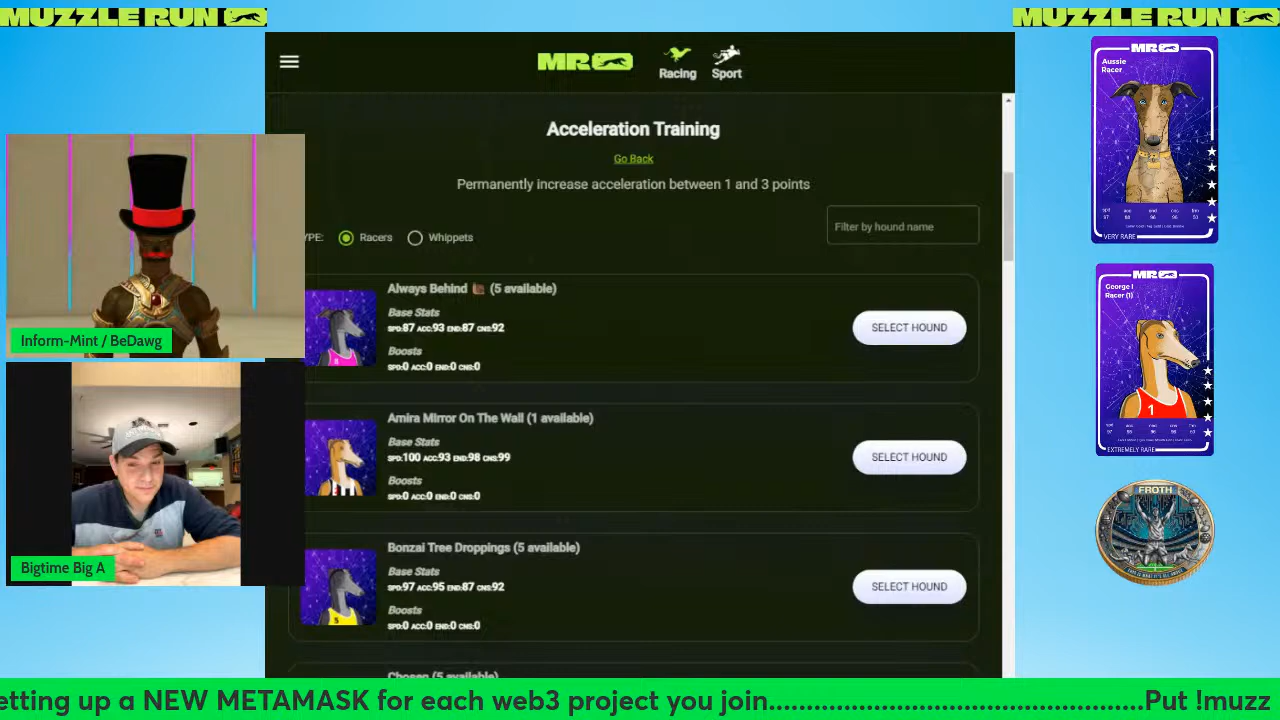 MUZZLE RUN
MUZZLE RUN
MR
Racing
Sport
Acceleration Training
Go Back
Permanently increase acceleration between 1 and 3 points
YPE:
Racers
Whippets
Filter by hound name
Always Behind (5 available)
Base Stats
SPD:87 ACC:93 END:87 CNS:92
Boosts
SPD:0 ACC:0 END:0 CNS:0
SELECT HOUND
Amira Mirror On The Wall (1 available)
Base Stats
SPD:100 ACC:93 END:98 CNS:99
Boosts
SPD:0 ACC:0 END:0 CNS:0
SELECT HOUND
Bonzai Tree Droppings (5 available)
Base Stats
SPD:97 ACC:95 END:87 CNS:92
Boosts
SPD:0 ACC:0 END:0 CNS:0
SELECT HOUND
Chosen (5 available)
Inform-Mint / BeDawg
Bigtime Big A
MR
Aussie
Racer
VERY RARE
MR
George I
Racer (1)
1
EXTREMELY RARE
FROTH
etting up a NEW METAMASK for each web3 project you join..................................................Put !muzz